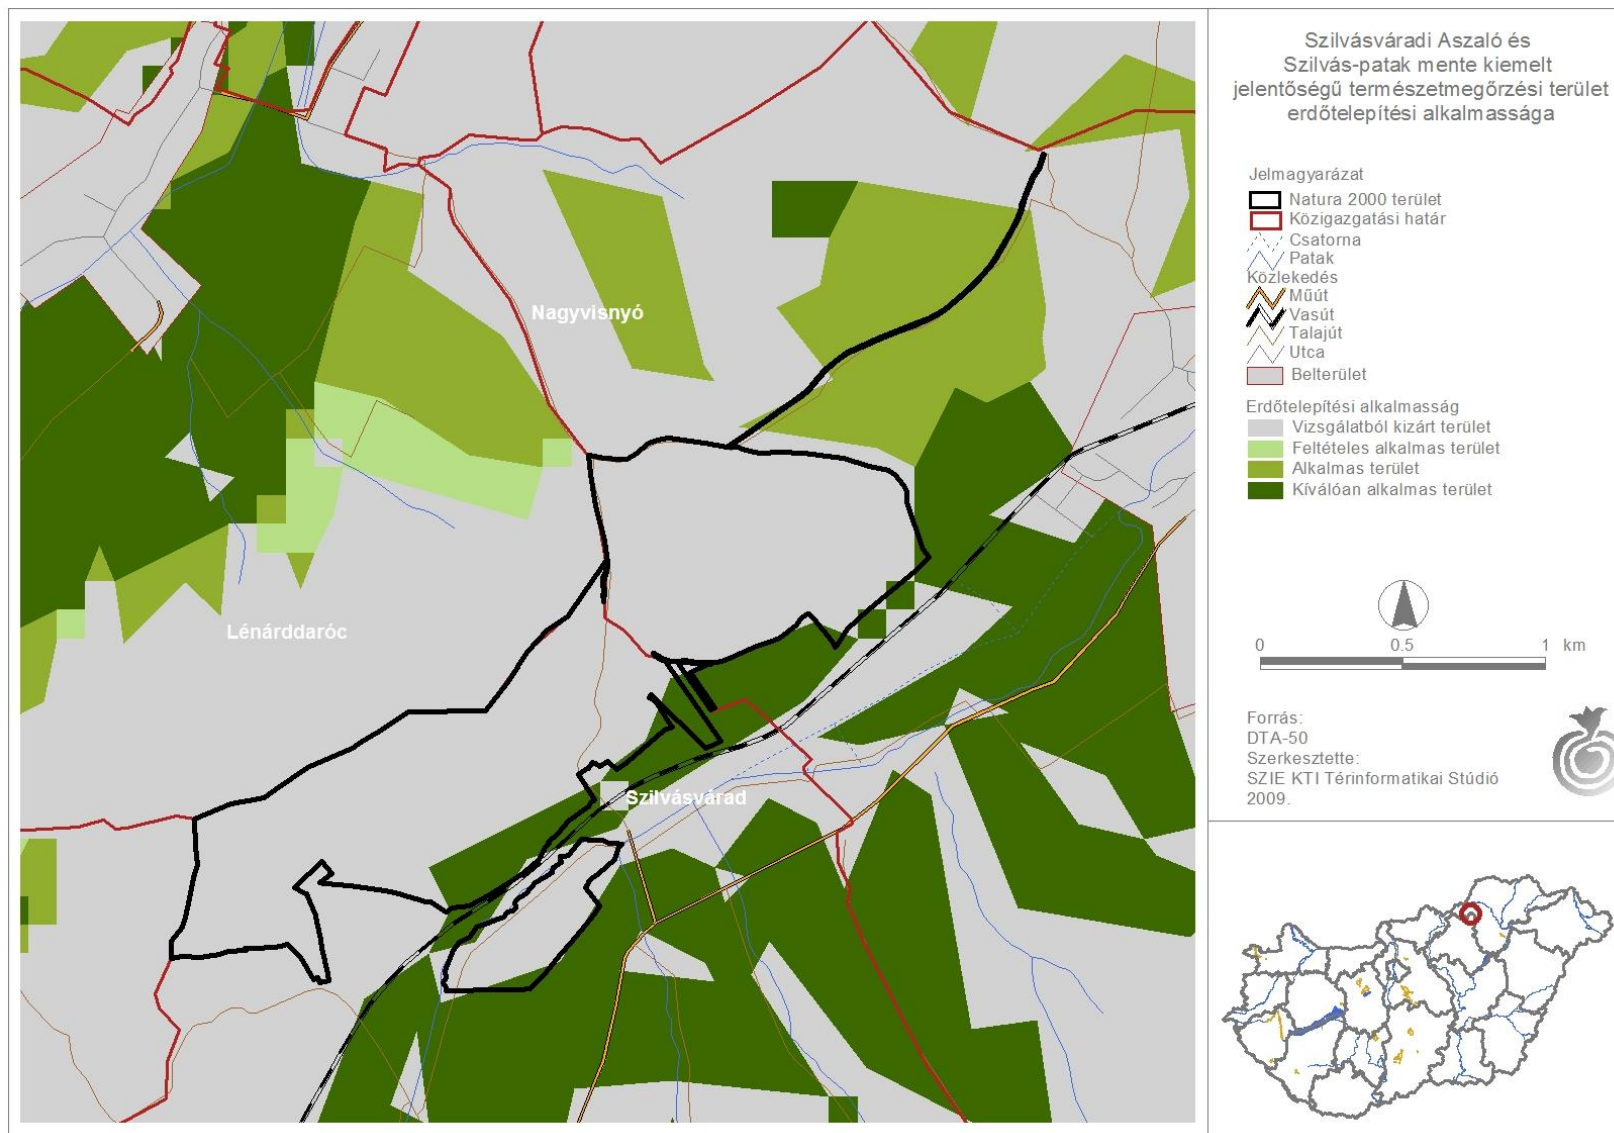 Szilvásváradi Aszaló és
Szilvás-patak mente kiemelt
jelentőségű természetmegőrzési terület
erdőtelepítési alkalmassága
Jelmagyarázat
Natura 2000 terület
Közigazgatási határ
Csatorna
Patak
Közlekedés
Műút
Vasút
Talajút
Utca
Belterület
Erdőtelepítési alkalmasság
Vizsgálatból kizárt terület
Feltételes alkalmas terület
Alkalmas terület
Kíválóan alkalmas terület
0 0.5 1 km
Forrás:
DTA-50
Szerkesztette:
SZIE KTI Térinformatikai Stúdió
2009.
Nagyvisnyó
Lénárddaróc
Szilvásvárad